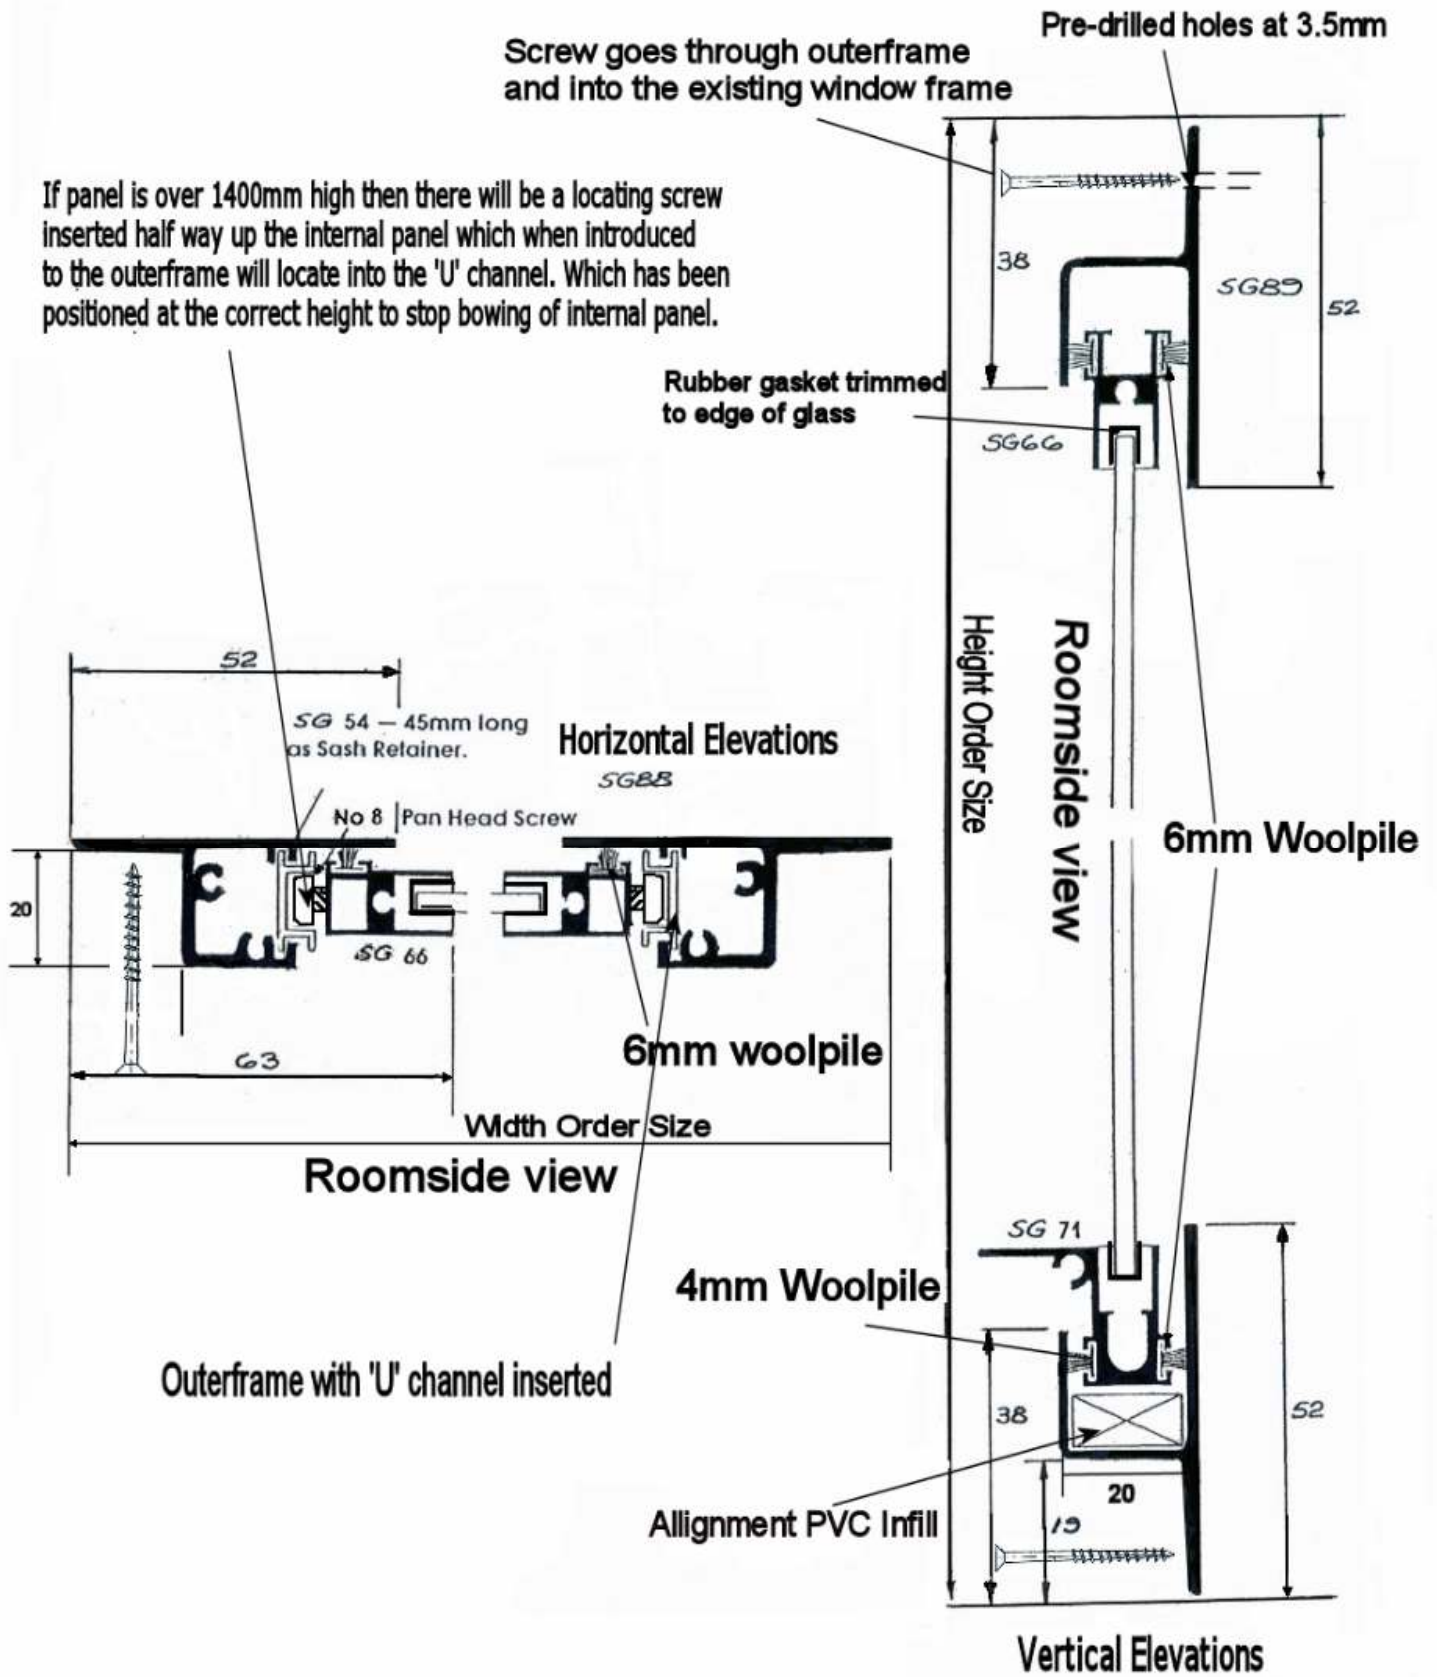 Pre-drilled holes at 3.5mm
Screw goes through outerframe
and into the existing window frame
If panel is over 1400mm high then there will be a locating screw
inserted half way up the internal panel which when introduced
to the outerframe will locate into the 'U' channel. Which has been
positioned at the correct height to stop bowing of internal panel.
38
SG89
52
Rubber gasket trimmed
to edge of glass
SG66
Height Order Size
Roomside view
6mm Woolpile
52
SG 54 – 45mm long
as Sash Retainer.
Horizontal Elevations
SG88
No 8 Pan Head Screw
20
SG 66
63
6mm woolpile
Width Order Size
Roomside view
SG 71
4mm Woolpile
Outerframe with 'U' channel inserted
38
52
20
Allignment PVC Infill
19
Vertical Elevations